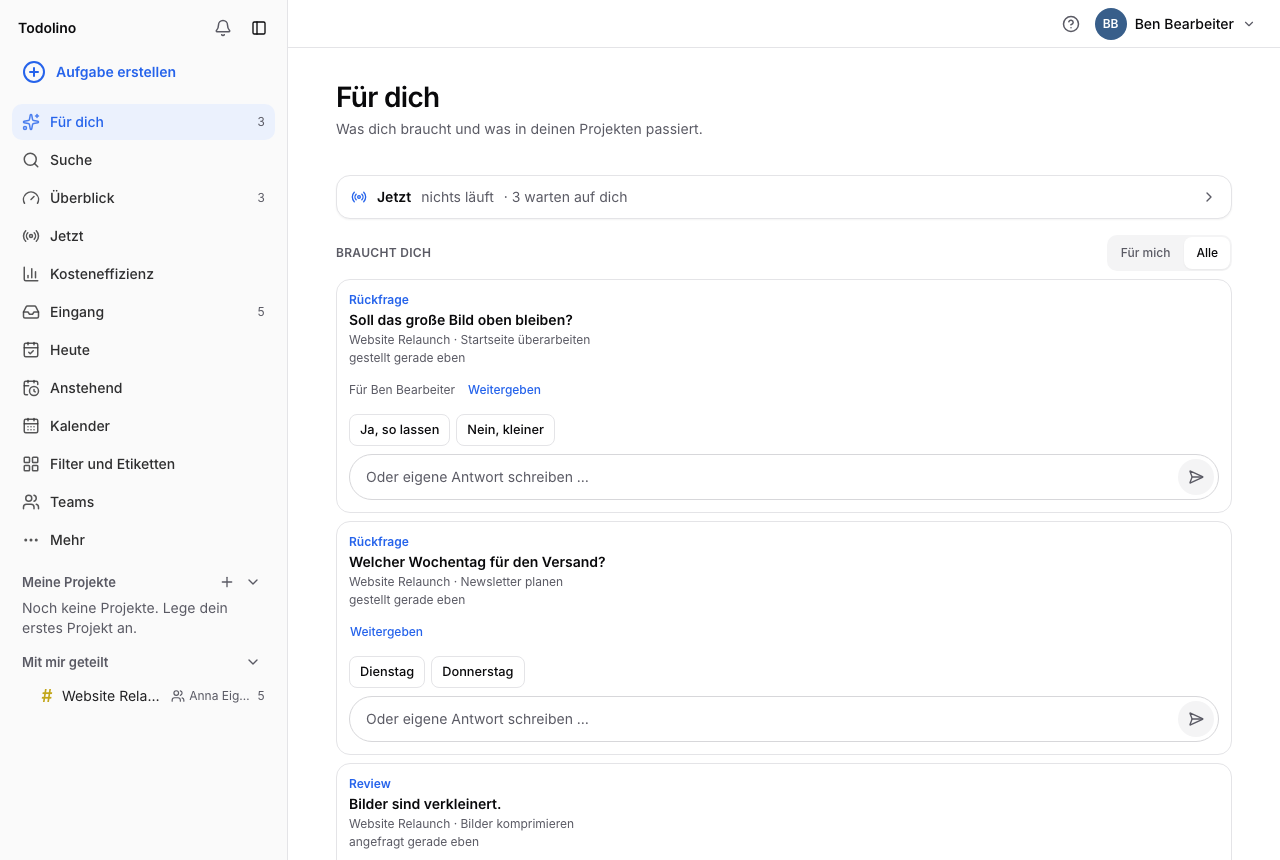 Todolino
Aufgabe erstellen
Für dich 3
Suche
Überblick 3
Jetzt
Kosteneffizienz
Eingang 5
Heute
Anstehend
Kalender
Filter und Etiketten
Teams
Mehr
Meine Projekte
Noch keine Projekte. Lege dein
erstes Projekt an.
Mit mir geteilt
# Website Rela... Anna Eig... 5
BB Ben Bearbeiter
Für dich
Was dich braucht und was in deinen Projekten passiert.
Jetzt nichts läuft · 3 warten auf dich
BRAUCHT DICH
Für mich Alle
Rückfrage
Soll das große Bild oben bleiben?
Website Relaunch · Startseite überarbeiten
gestellt gerade eben
Für Ben Bearbeiter Weitergeben
Ja, so lassen Nein, kleiner
Oder eigene Antwort schreiben ...
Rückfrage
Welcher Wochentag für den Versand?
Website Relaunch · Newsletter planen
gestellt gerade eben
Weitergeben
Dienstag Donnerstag
Oder eigene Antwort schreiben ...
Review
Bilder sind verkleinert.
Website Relaunch · Bilder komprimieren
angefragt gerade eben